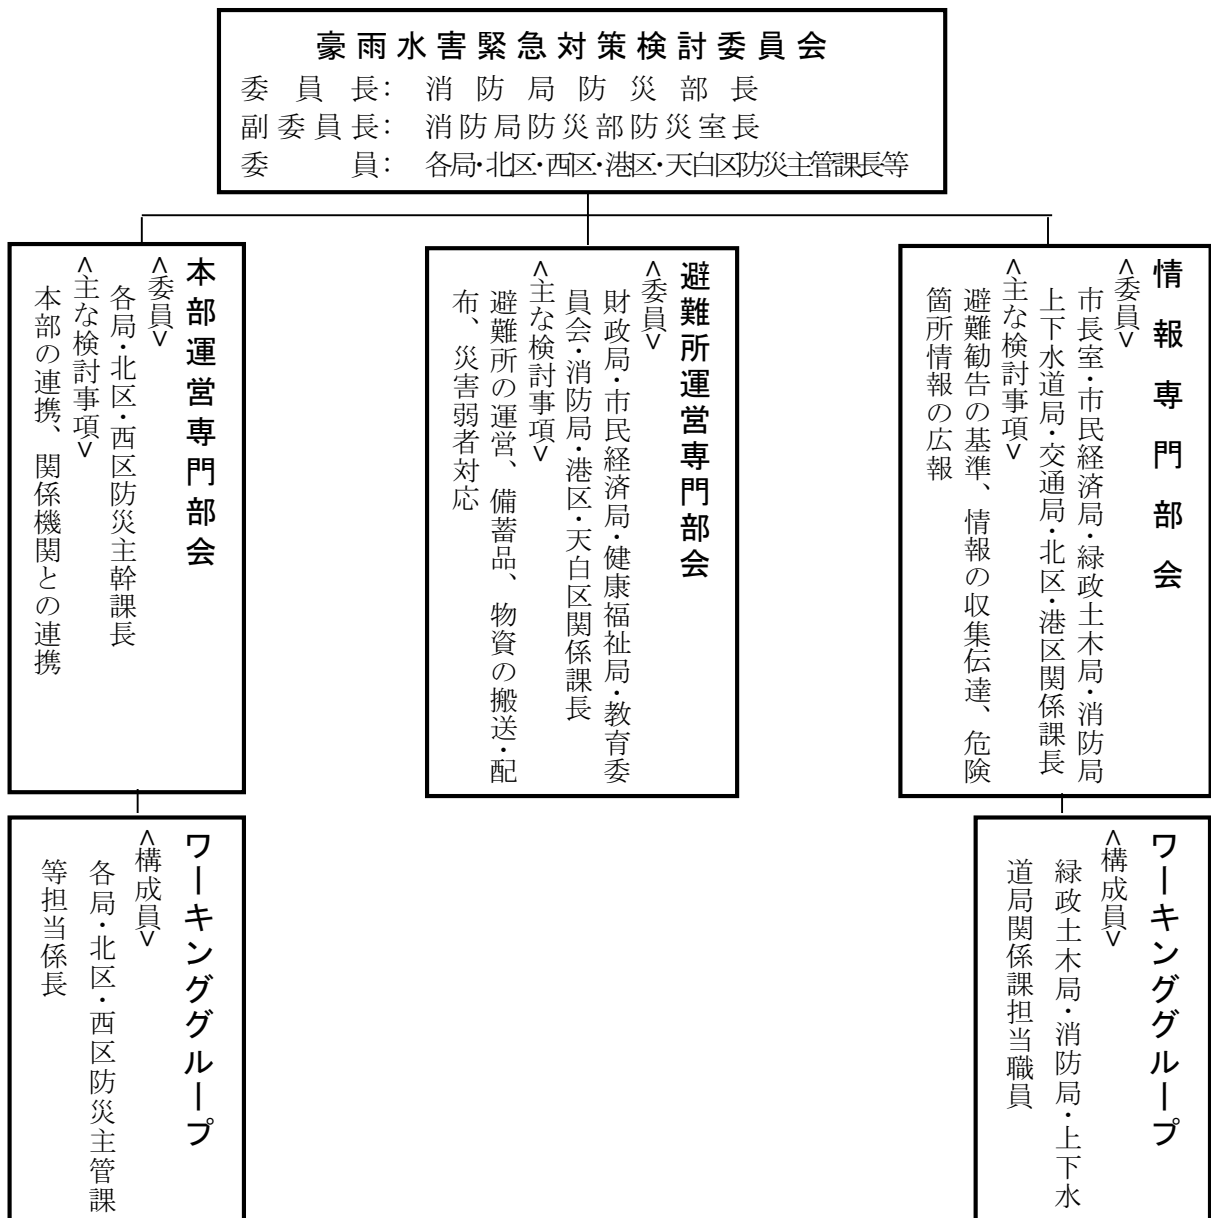 豪雨水害緊急対策検討委員会
委員長：消防局防災部長
副委員長：消防局防災部防災室長
委員：各局・北区・西区・港区・天白区防災主管課長等
情報専門部会
<委員>
市長室・市民経済局・緑政土木局・消防局
上下水道局・交通局・北区・港区関係課長
<主な検討事項>
避難勧告の基準、情報の収集伝達、危険
箇所情報の広報
避難所運営専門部会
<委員>
財政局・市民経済局・健康福祉局・教育委
員会・消防局・港区・天白区関係課長
<主な検討事項>
避難所の運営、備蓄品、物資の搬送・配
布、災害弱者対応
本部運営専門部会
<委員>
各局・北区・西区防災主幹課長
<主な検討事項>
本部の連携、関係機関との連携
ワーキンググループ
<構成員>
緑政土木局・消防局・上下水
道局関係課担当職員
ワーキンググループ
<構成員>
各局・北区・西区防災主管課
等担当係長